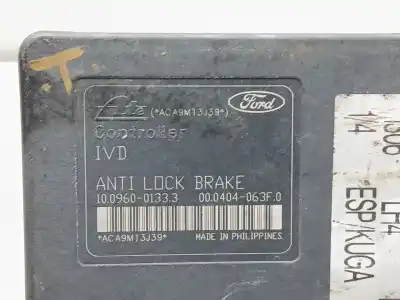 T.
Ate (*ACA9M13J39*) Ford
Controller
IVD
ANTI LOCK BRAKE
10.0960-0133.3 00.0404-063F.0
*ACA9M13J39* MADE IN PHILIPPINES
1/4
ESP/KUGA